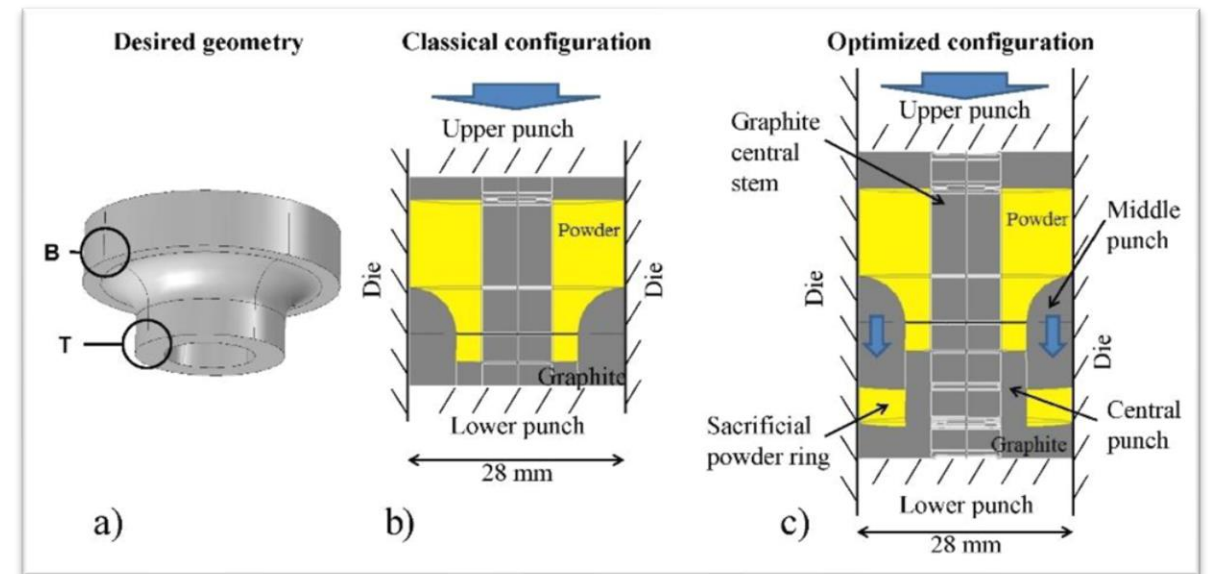 Desired geometry
B
T
a)
Classical configuration
Upper punch
Powder
Die
Die
Graphite
Lower punch
28 mm
b)
Optimized configuration
Upper punch
Graphite
central
stem
Powder
Middle
punch
Die
Die
Sacrificial
powder ring
Central
punch
Graphite
Lower punch
28 mm
c)